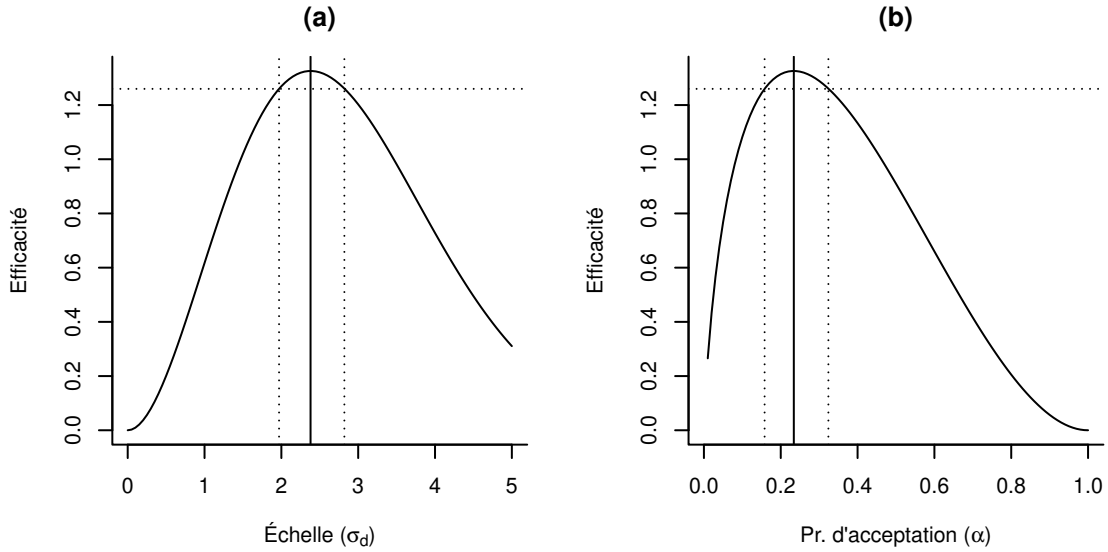 (a)
Efficacité
0.0 0.2 0.4 0.6 0.8 1.0 1.2
0 1 2 3 4 5
Échelle (σd)
(b)
Efficacité
0.0 0.2 0.4 0.6 0.8 1.0 1.2
0.0 0.2 0.4 0.6 0.8 1.0
Pr. d'acceptation (α)